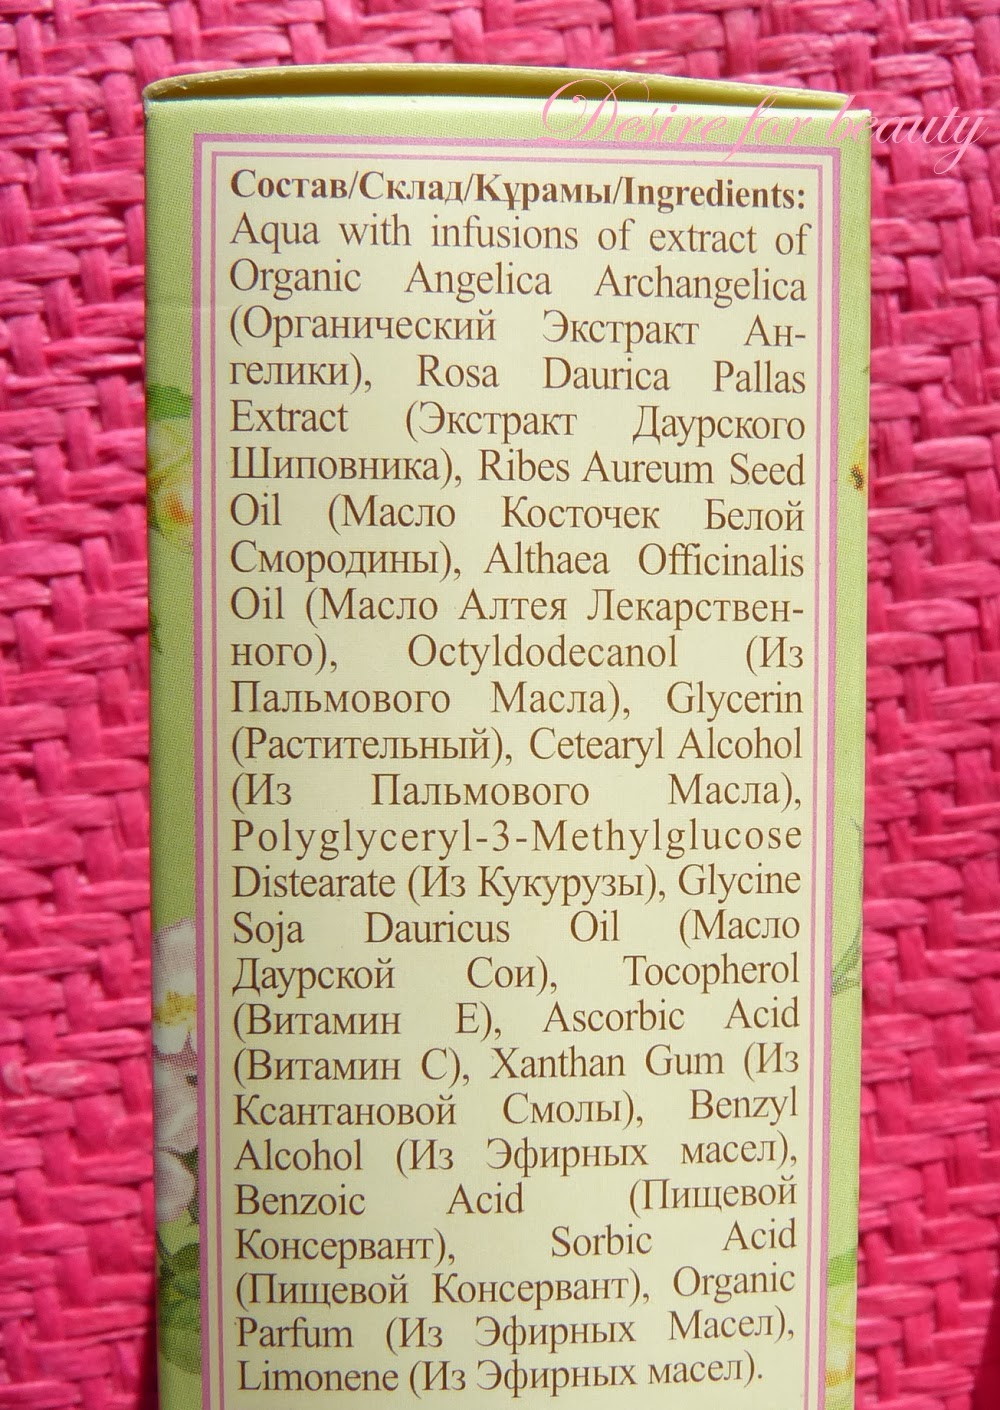 Desire for beauty
Состав/Склад/Құрамы/Ingredients:
Aqua with infusions of extract of
Organic Angelica Archangelica
(Органический Экстракт Ан-
гелики), Rosa Daurica Pallas
Extract (Экстракт Даурского
Шиповника), Ribes Aureum Seed
Oil (Масло Косточек Белой
Смородины), Althaea Officinalis
Oil (Масло Алтея Лекарствен-
ного), Octyldodecanol (Из
Пальмового Масла), Glycerin
(Растительный), Cetearyl Alcohol
(Из Пальмового Масла),
Polyglyceryl-3-Methylglucose
Distearate (Из Кукурузы), Glycine
Soja Dauricus Oil (Масло
Даурской Сои), Tocopherol
(Витамин Е), Ascorbic Acid
(Витамин С), Xanthan Gum (Из
Ксантановой Смолы), Benzyl
Alcohol (Из Эфирных масел),
Benzoic Acid (Пищевой
Консервант), Sorbic Acid
(Пищевой Консервант), Organic
Parfum (Из Эфирных Масел),
Limonene (Из Эфирных масел).